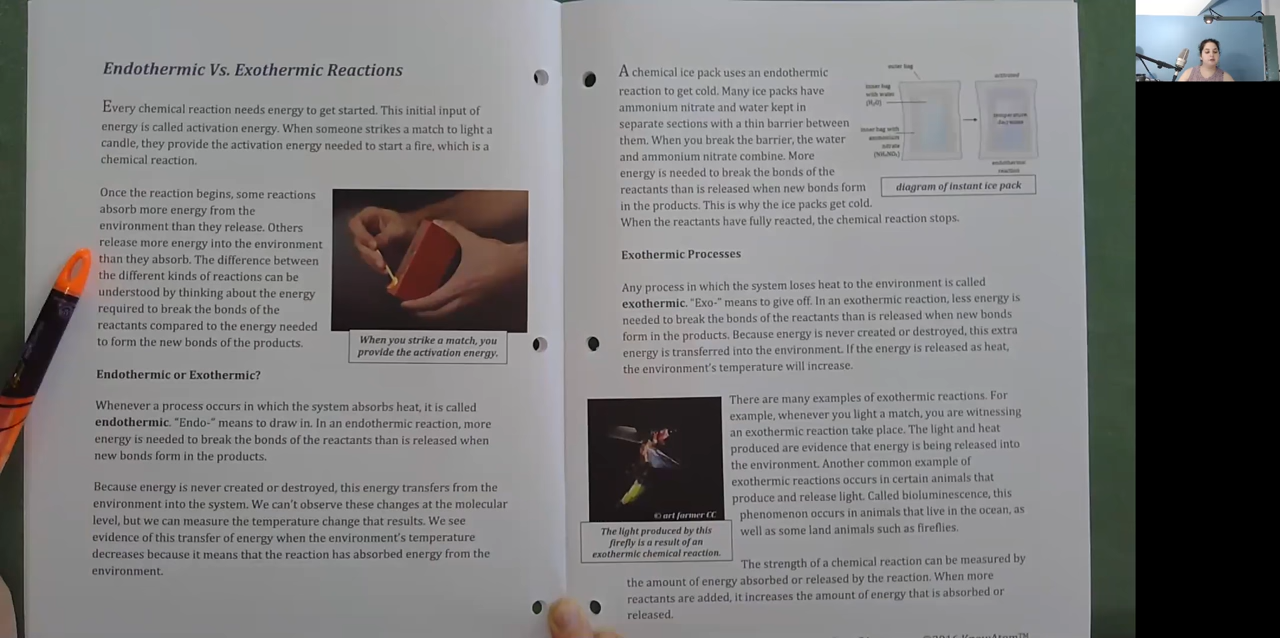 Endothermic Vs. Exothermic Reactions
Every chemical reaction needs energy to get started. This initial input of
energy is called activation energy. When someone strikes a match to light a
candle, they provide the activation energy needed to start a fire, which is a
chemical reaction.
Once the reaction begins, some reactions
absorb more energy from the
environment than they release. Others
release more energy into the environment
than they absorb. The difference between
the different kinds of reactions can be
understood by thinking about the energy
required to break the bonds of the
reactants compared to the energy needed
to form the new bonds of the products.
When you strike a match, you
provide the activation energy.
Endothermic or Exothermic?
Whenever a process occurs in which the system absorbs heat, it is called
endothermic. “Endo-” means to draw in. In an endothermic reaction, more
energy is needed to break the bonds of the reactants than is released when
new bonds form in the products.
Because energy is never created or destroyed, this energy transfers from the
environment into the system. We can’t observe these changes at the molecular
level, but we can measure the temperature change that results. We see
evidence of this transfer of energy when the environment’s temperature
decreases because it means that the reaction has absorbed energy from the
environment.
A chemical ice pack uses an endothermic
reaction to get cold. Many ice packs have
ammonium nitrate and water kept in
separate sections with a thin barrier between
them. When you break the barrier, the water
and ammonium nitrate combine. More
energy is needed to break the bonds of the
reactants than is released when new bonds form
in the products. This is why the ice packs get cold.
When the reactants have fully reacted, the chemical reaction stops.
outer bag
inner bag
with water
(H₂O)
inner bag with
ammonium
nitrate
(NH₄NO₃)
activated
temperature
decreases
endothermic
reaction
diagram of instant ice pack
Exothermic Processes
Any process in which the system loses heat to the environment is called
exothermic. “Exo-” means to give off. In an exothermic reaction, less energy is
needed to break the bonds of the reactants than is released when new bonds
form in the products. Because energy is never created or destroyed, this extra
energy is transferred into the environment. If the energy is released as heat,
the environment’s temperature will increase.
There are many examples of exothermic reactions. For
example, whenever you light a match, you are witnessing
an exothermic reaction take place. The light and heat
produced are evidence that energy is being released into
the environment. Another common example of
exothermic reactions occurs in certain animals that
produce and release light. Called bioluminescence, this
phenomenon occurs in animals that live in the ocean, as
well as some land animals such as fireflies.
© art farmer CC
The light produced by this
firefly is a result of an
exothermic chemical reaction.
The strength of a chemical reaction can be measured by
the amount of energy absorbed or released by the reaction. When more
reactants are added, it increases the amount of energy that is absorbed or
released.
©2016 KnowAtom™